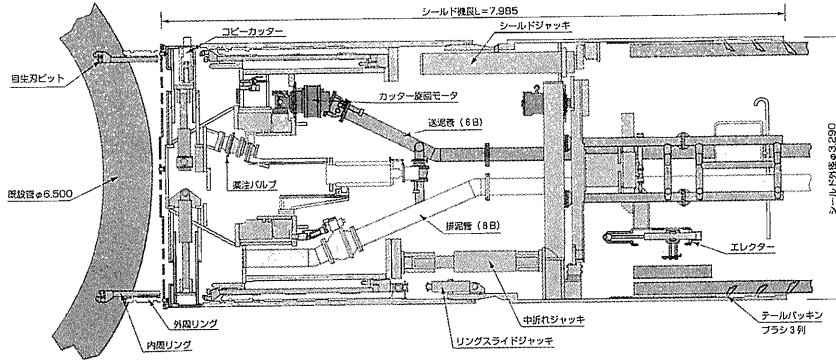 シールド機長L=7.995
コピーカッター
シールドジャッキ
自生刃ビット
カッター旋回モータ
送泥管（6B）
薬注バルブ
既設管φ6.500
シールド外径φ3.290
排泥管（6B）
エレクター
外周リング
内周リング
中折れジャッキ
リングスライドジャッキ
テールパッキン
ブラシ3列